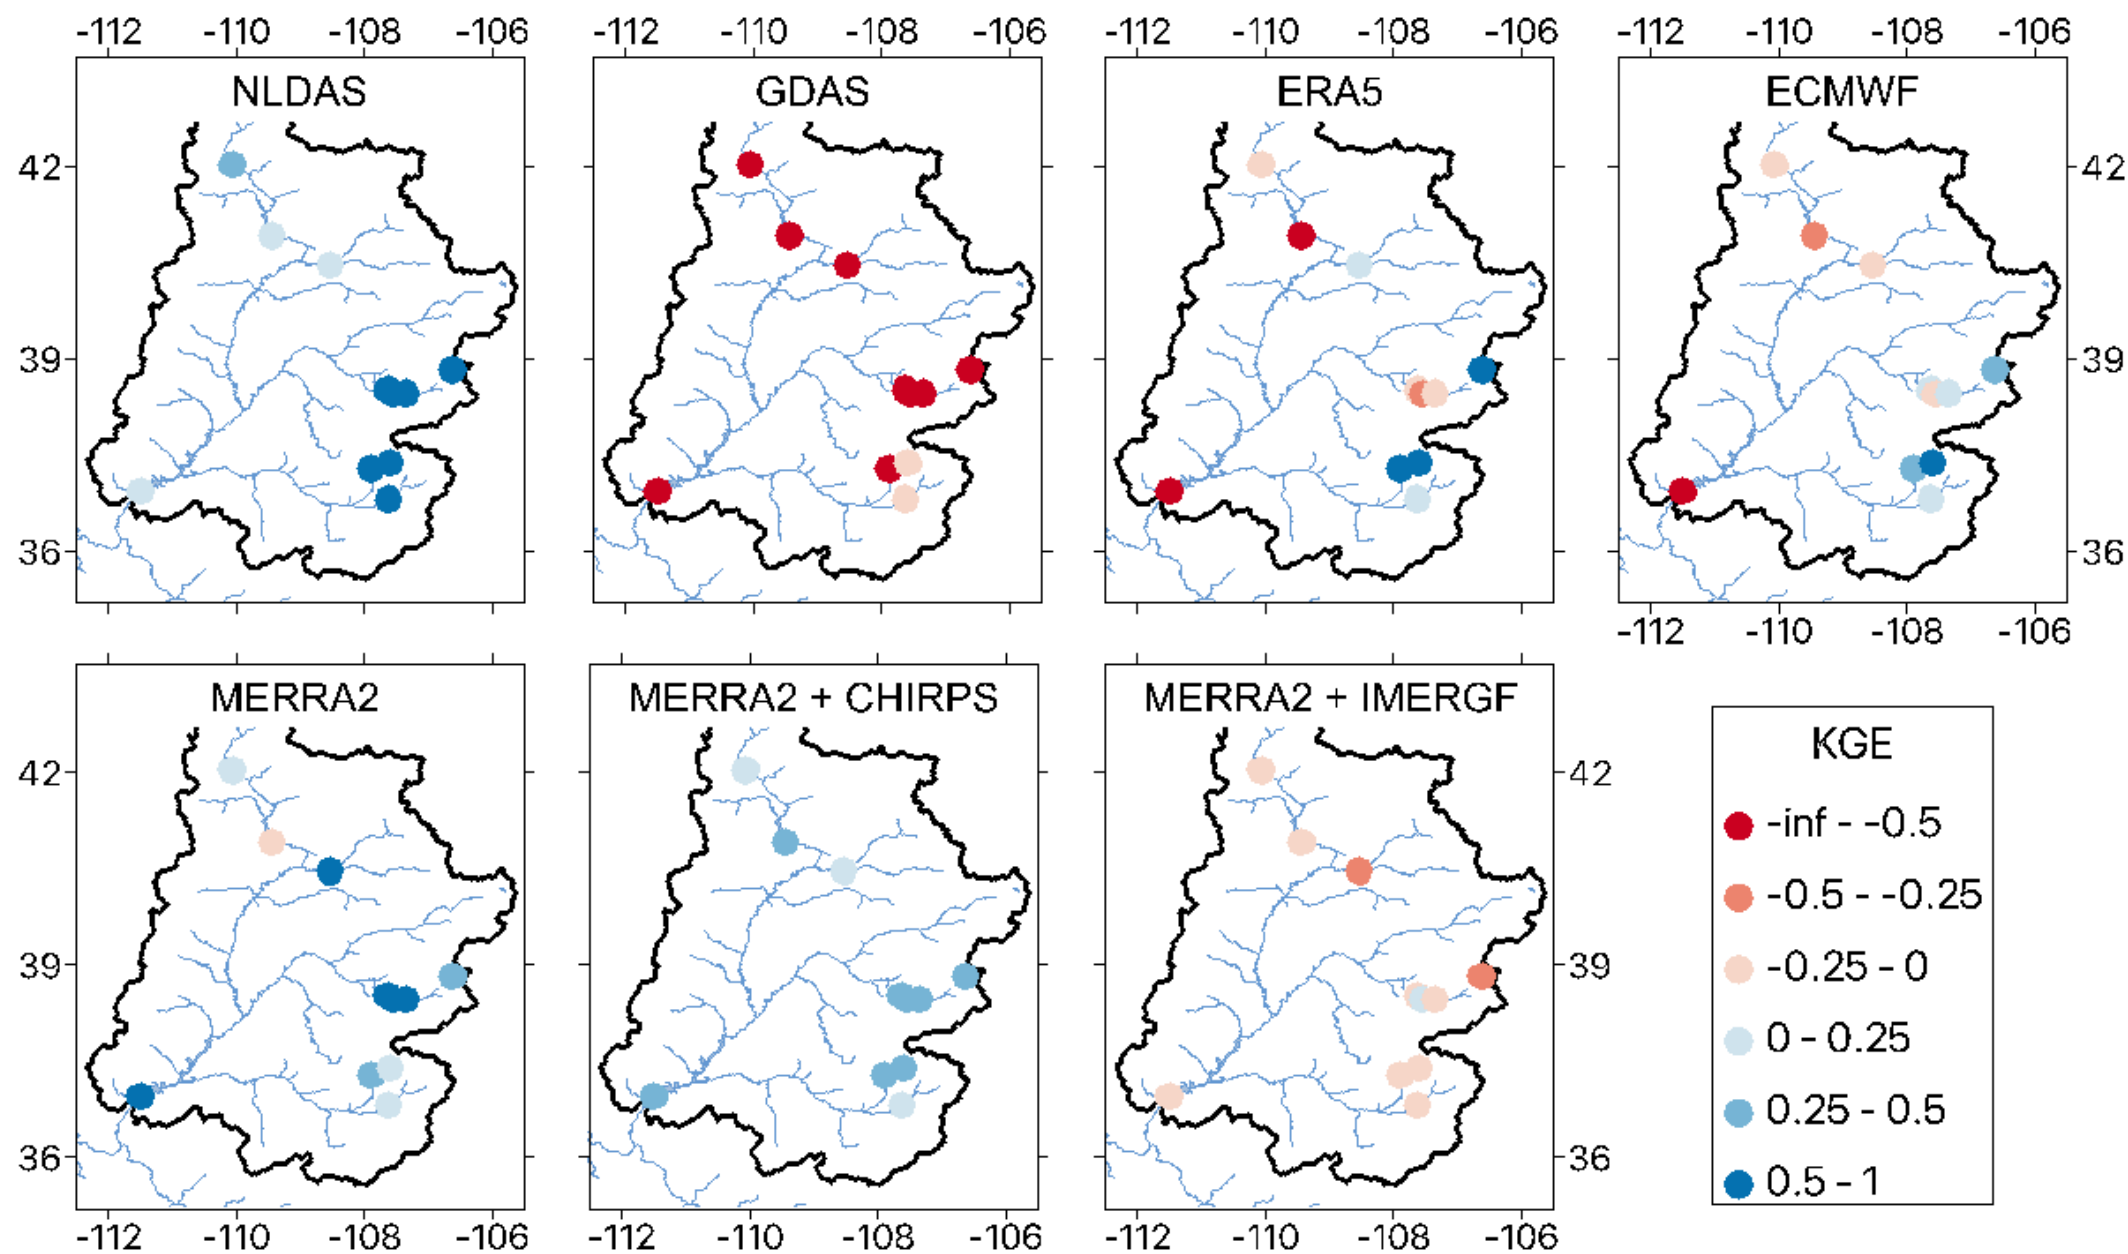 -112 -110 -108 -106 -112 -110 -108 -106 -112 -110 -108 -106 -112 -110 -108 -106
NLDAS GDAS ERA5 ECMWF
42 42
39 39
36 36
-112 -110 -108 -106
MERRA2 MERRA2 + CHIRPS MERRA2 + IMERGF
KGE
42 42
-inf - -0.5
-0.5 - -0.25
39 39
-0.25 - 0
0 - 0.25
0.25 - 0.5
36 36
0.5 - 1
-112 -110 -108 -106 -112 -110 -108 -106 -112 -110 -108 -106